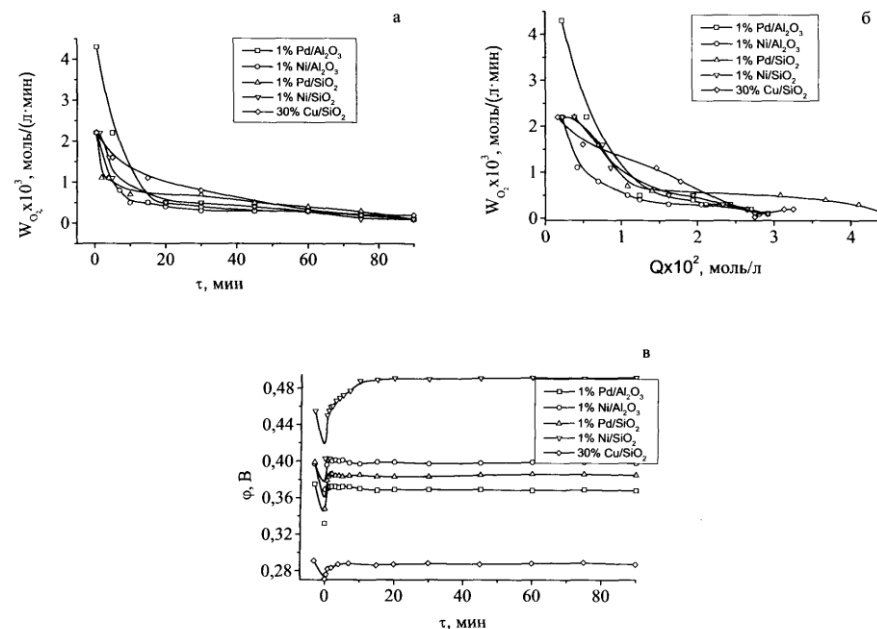 а
1% Pd/Al₂O₃
1% Ni/Al₂O₃
1% Pd/SiO₂
1% Ni/SiO₂
30% Cu/SiO₂
W_O₂x10³, моль/(л·мин)
4
3
2
1
0
0 20 40 60 80
τ, мин
б
1% Pd/Al₂O₃
1% Ni/Al₂O₃
1% Pd/SiO₂
1% Ni/SiO₂
30% Cu/SiO₂
W_O₂x10³, моль/(л·мин)
4
3
2
1
0
0 1 2 3 4
Qx10², моль/л
в
1% Pd/Al₂O₃
1% Ni/Al₂O₃
1% Pd/SiO₂
1% Ni/SiO₂
30% Cu/SiO₂
φ, В
0,48
0,44
0,40
0,36
0,32
0,28
0 20 40 60 80
τ, мин